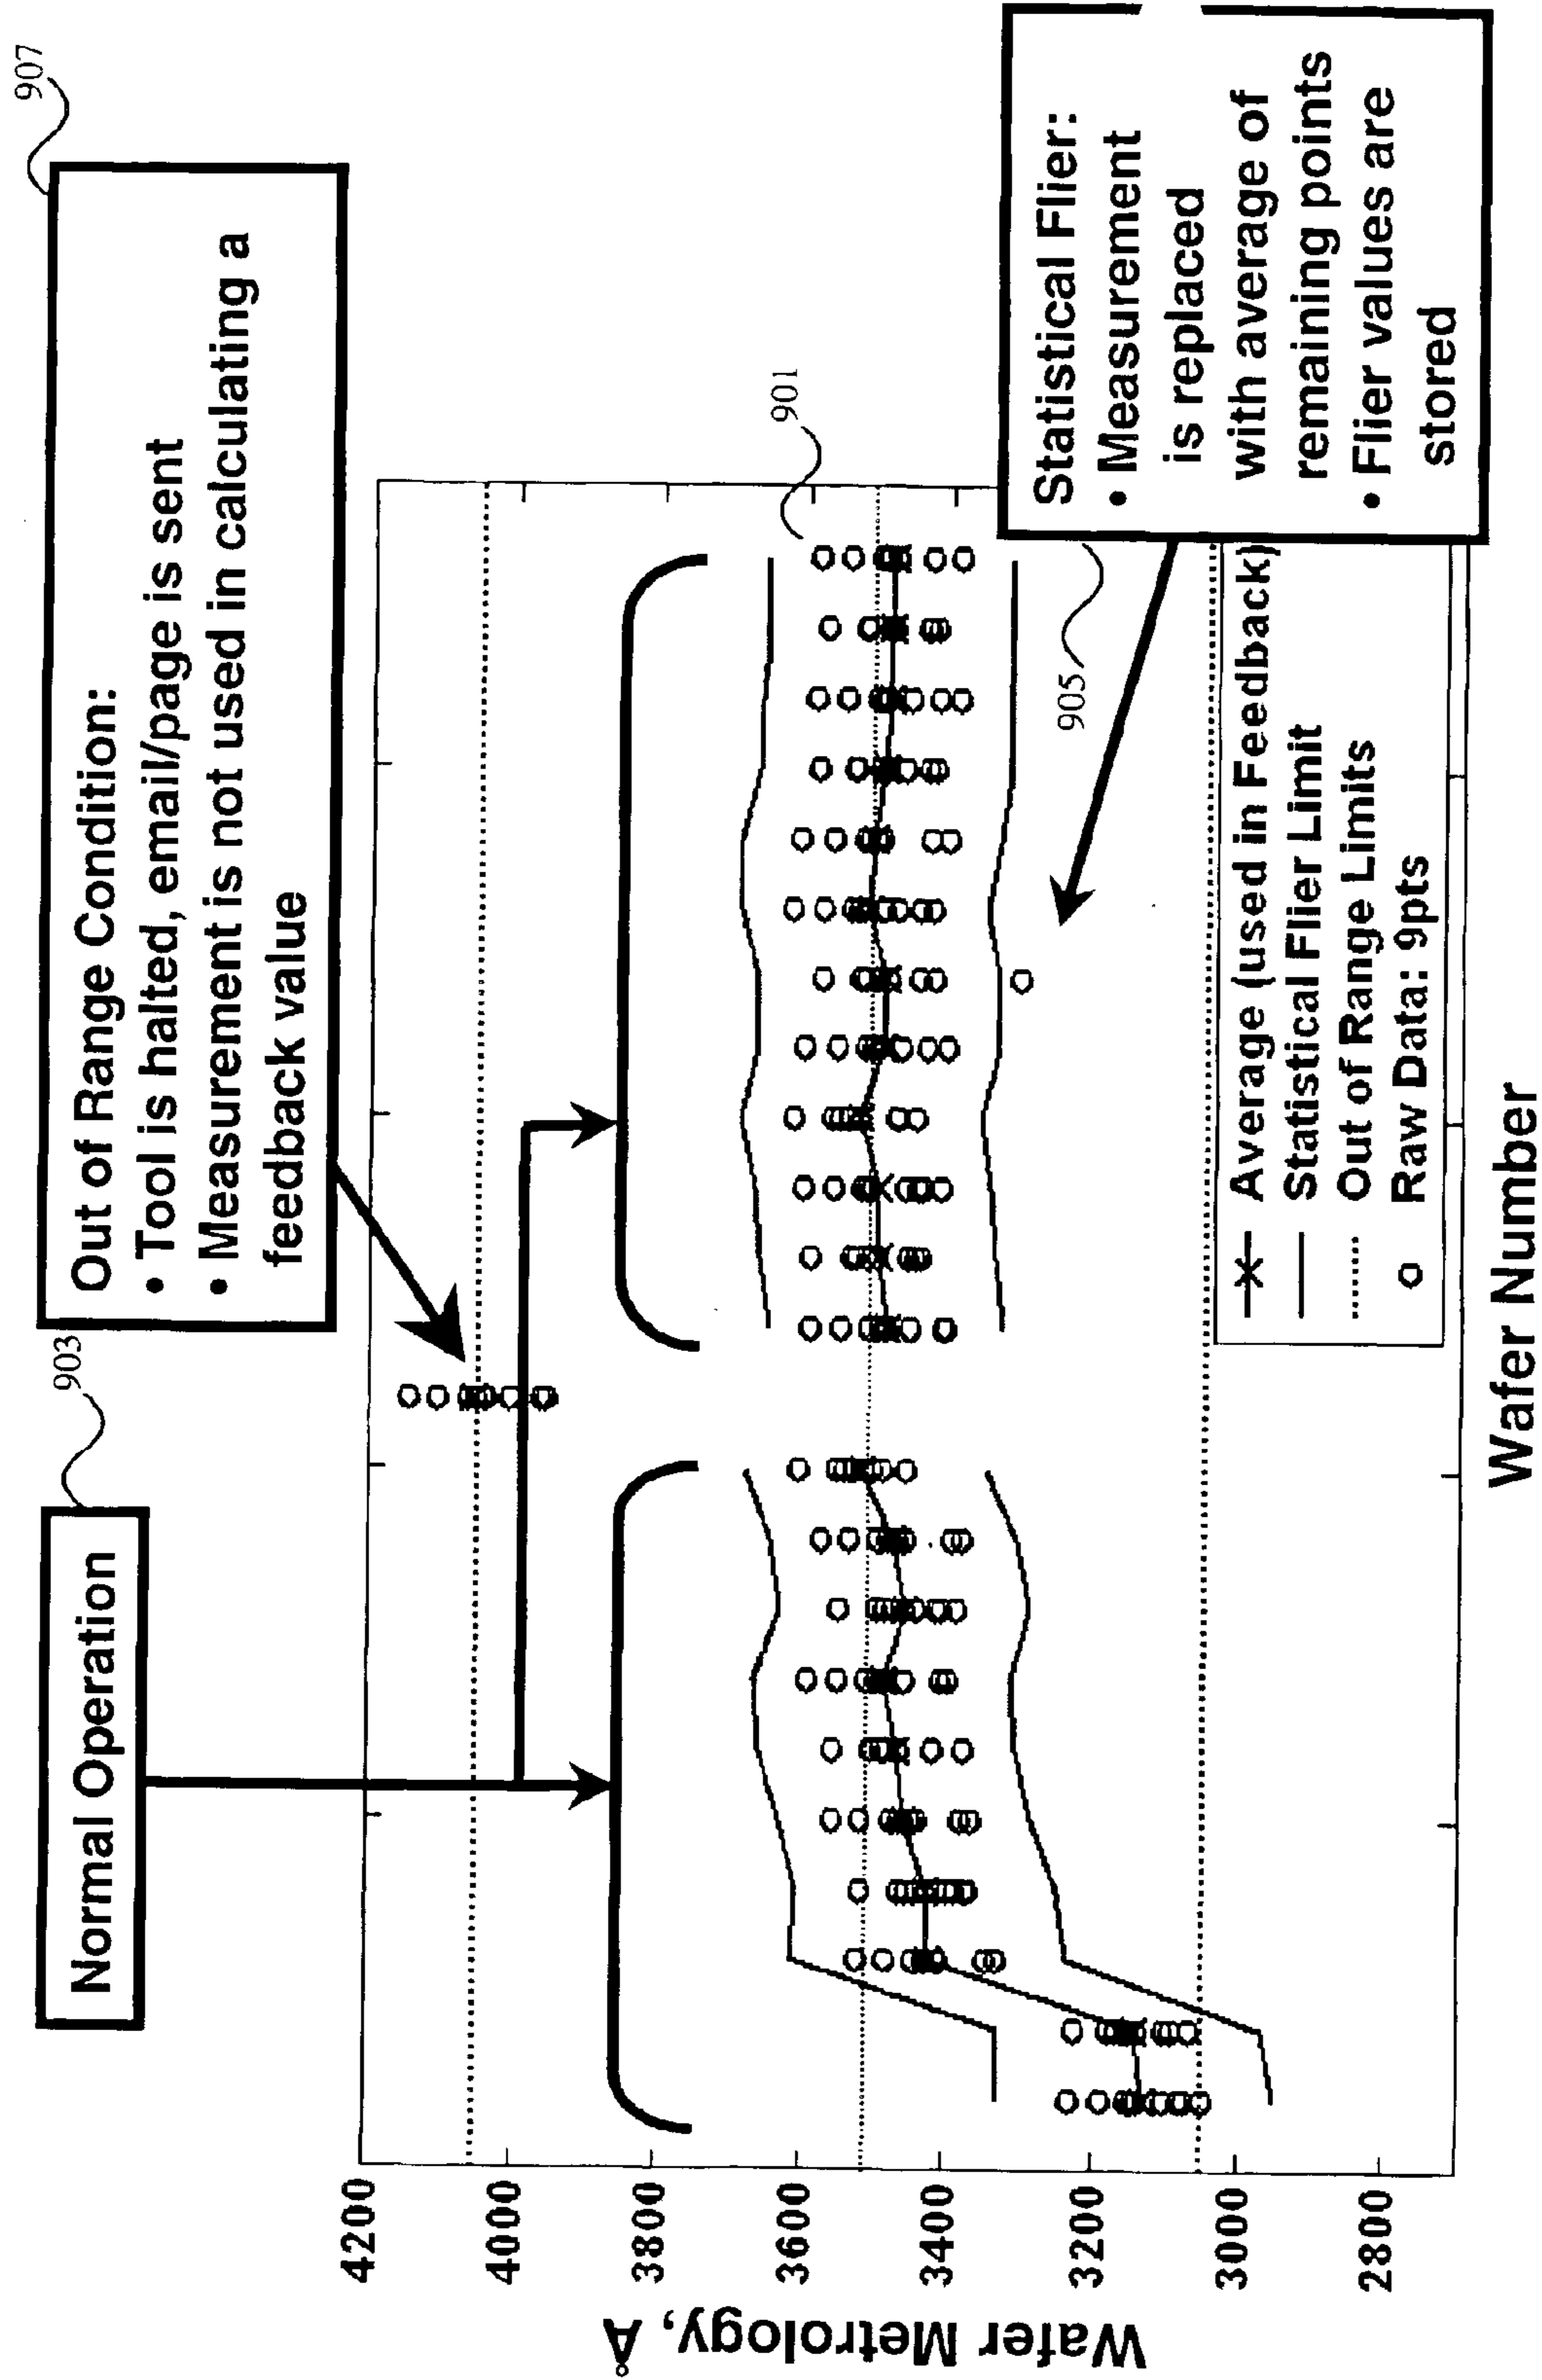 903
Normal Operation
907
Out of Range Condition:
• Tool is halted, email/page is sent
• Measurement is not used in calculating a
feedback value
901
905
Statistical Flier:
• Measurement
is replaced
with average of
remaining points
• Flier values are
stored
Wafer Metrology, Å
4200
4000
3800
3600
3400
3200
3000
2800
Average (used in Feedback)
Statistical Flier Limit
Out of Range Limits
Raw Data: 9pts
Wafer Number